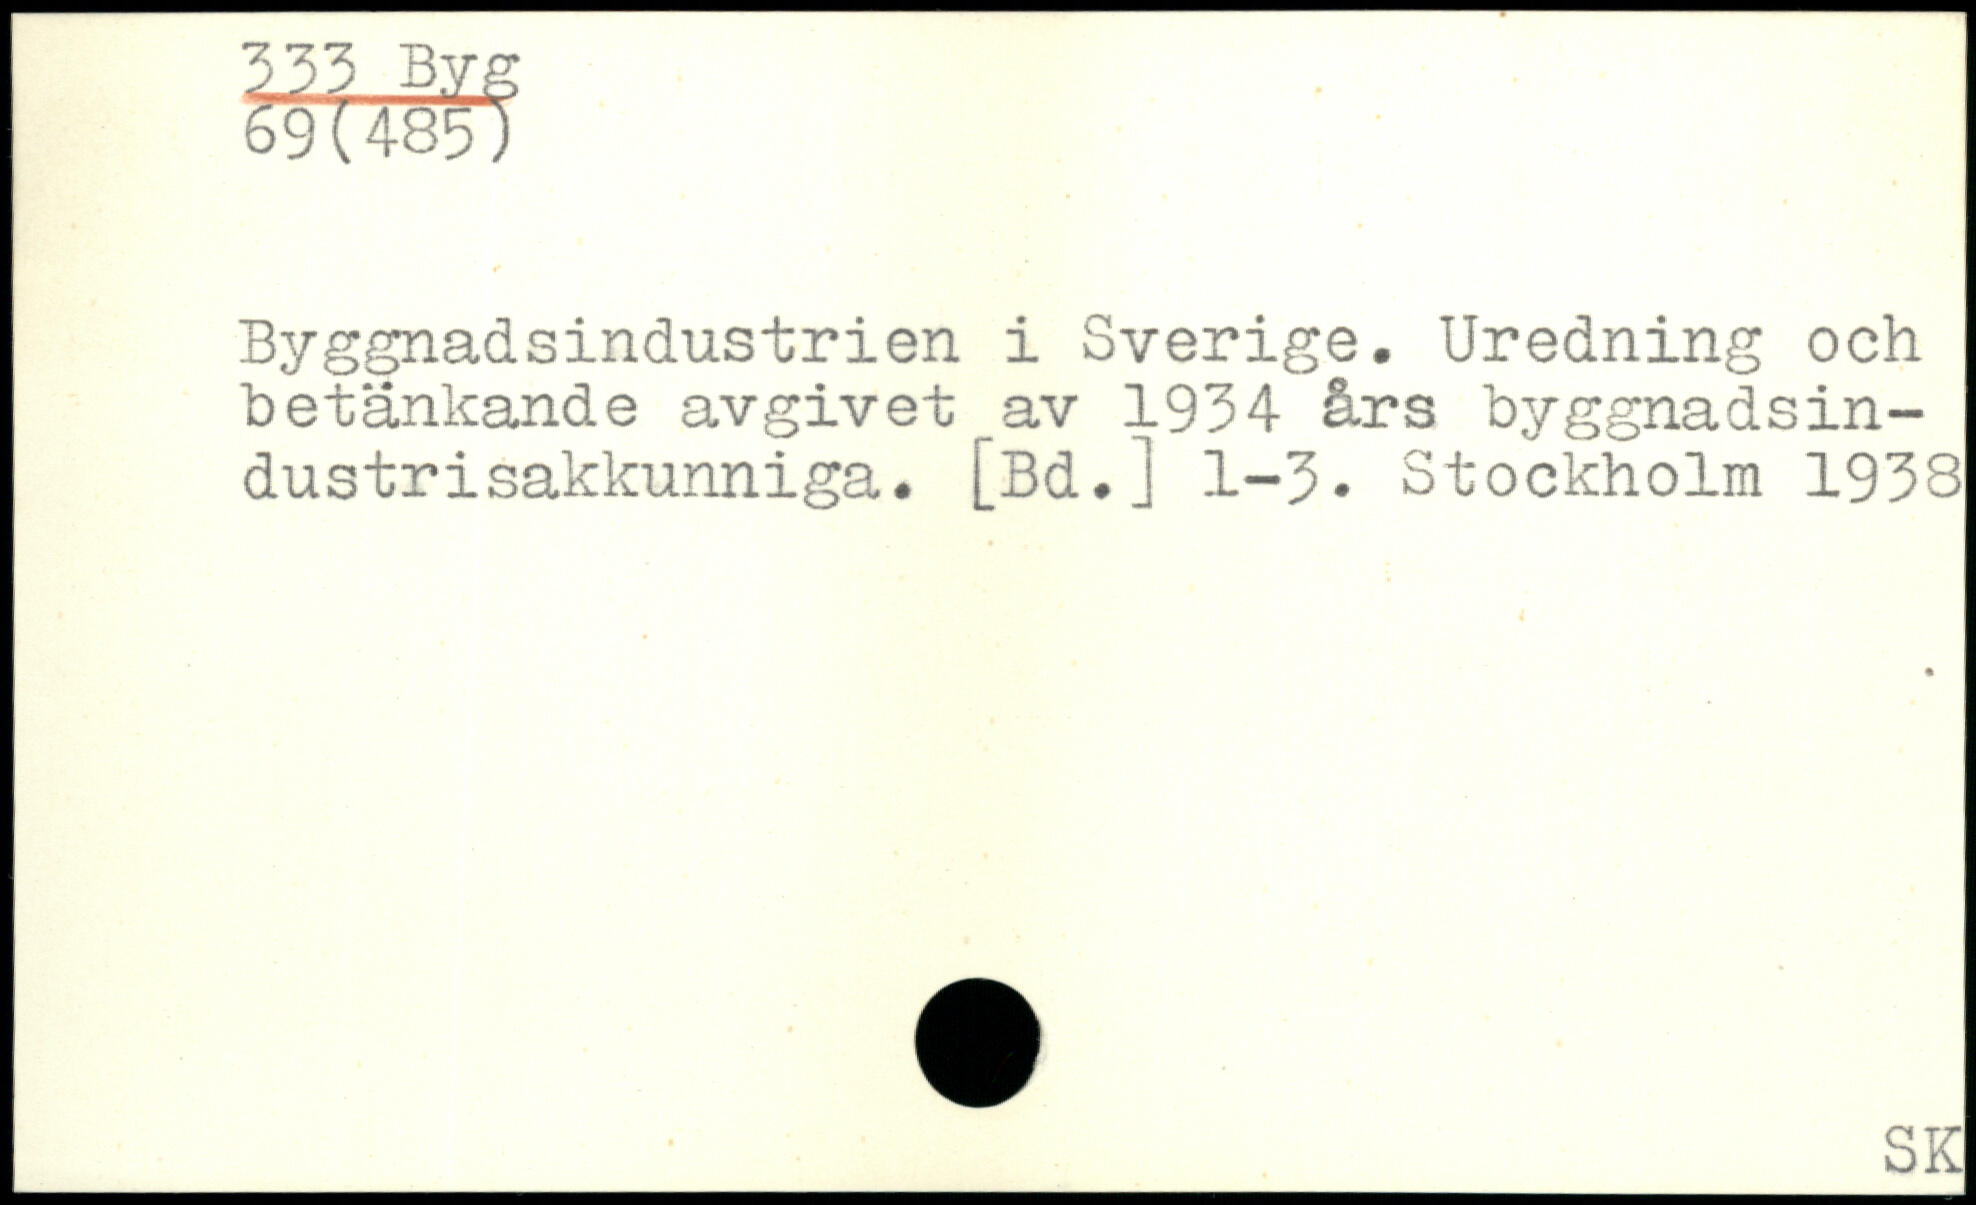 333 Byg
69(485)
Byggnadsindustrien i Sverige. Uredning och
betänkande avgivet av 1934 års byggnadsin-
dustrisakkunniga. [Bd.] 1-3. Stockholm 1938
SK